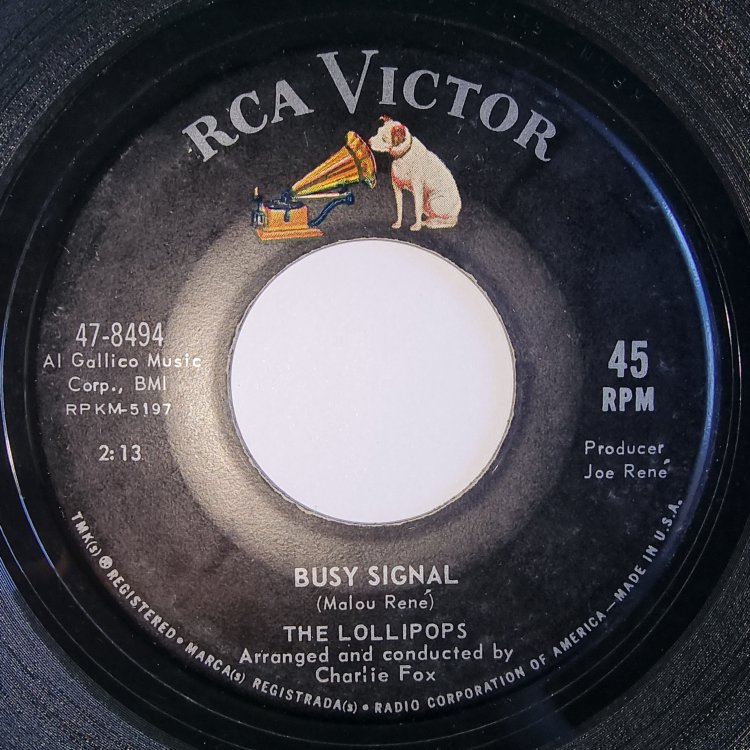 RCA VICTOR
47-8494
Al Gallico Music
Corp., BMI
RPKM-5197
2:13
45
RPM
Producer
Joe René
BUSY SIGNAL
(Malou René)
THE LOLLIPOPS
Arranged and conducted by
Charlie Fox
TMK(s) ® REGISTERED • MARCA(s) REGISTRADA(s) • RADIO CORPORATION OF AMERICA—MADE IN U.S.A.